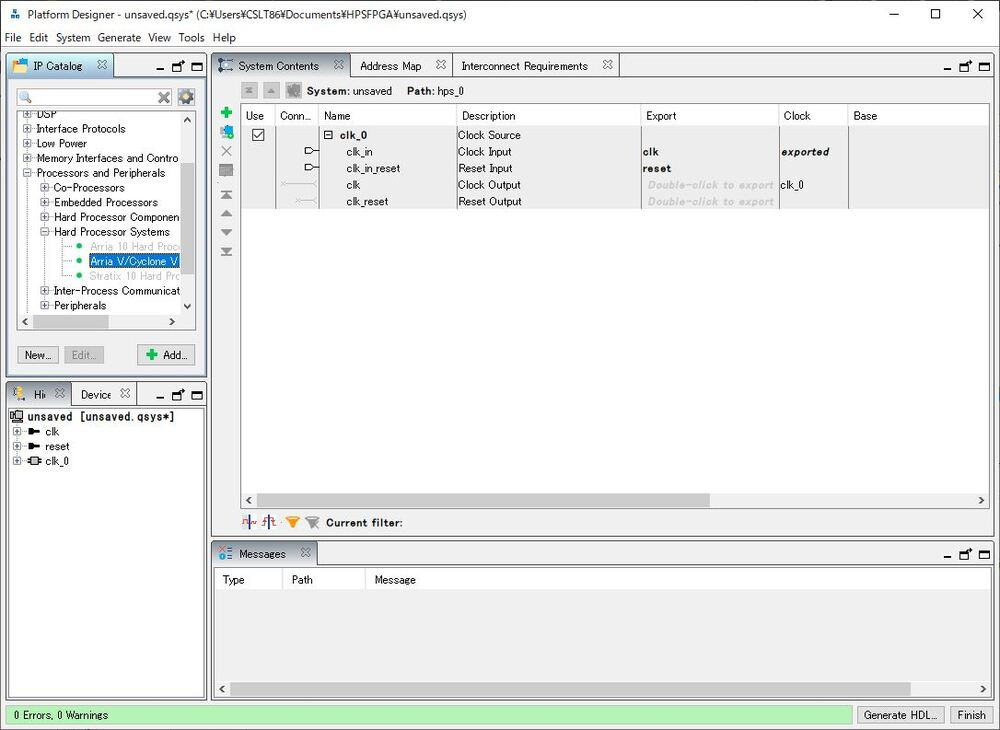 Platform Designer - unsaved.qsys* (C:¥Users¥CSLT86¥Documents¥HPSFPGA¥unsaved.qsys)
File Edit System Generate View Tools Help
IP Catalog
DSP
Interface Protocols
Low Power
Memory Interfaces and Contro
Processors and Peripherals
Co-Processors
Embedded Processors
Hard Processor Componen
Hard Processor Systems
Arria 10 Hard Proc
Arria V/Cyclone V
Stratix 10 Hard Pr
Inter-Process Communicat
Peripherals
New... Edit... Add...
Hi Device
unsaved [unsaved.qsys*]
clk
reset
clk_0
System Contents Address Map Interconnect Requirements
System: unsaved Path: hps_0
Use Conn... Name Description Export Clock Base
clk_0 Clock Source
clk_in Clock Input clk exported
clk_in_reset Reset Input reset
clk Clock Output Double-click to export clk_0
clk_reset Reset Output Double-click to export
Current filter:
Messages
Type Path Message
0 Errors, 0 Warnings
Generate HDL... Finish